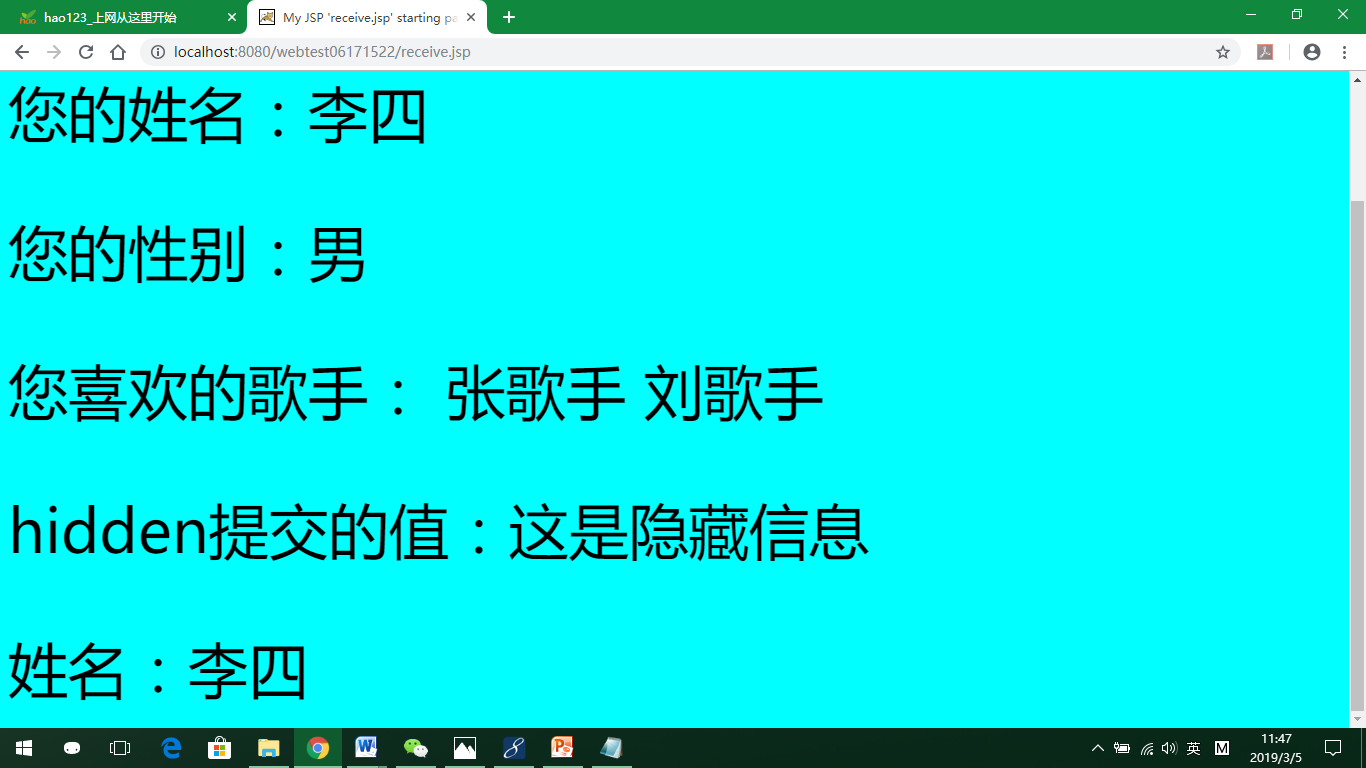 hao123_上网从这里开始
My JSP 'receive.jsp' starting pa
localhost:8080/webtest06171522/receive.jsp
您的姓名：李四
您的性别：男
您喜欢的歌手： 张歌手 刘歌手
hidden提交的值：这是隐藏信息
姓名：李四
英
M
11:47
2019/3/5